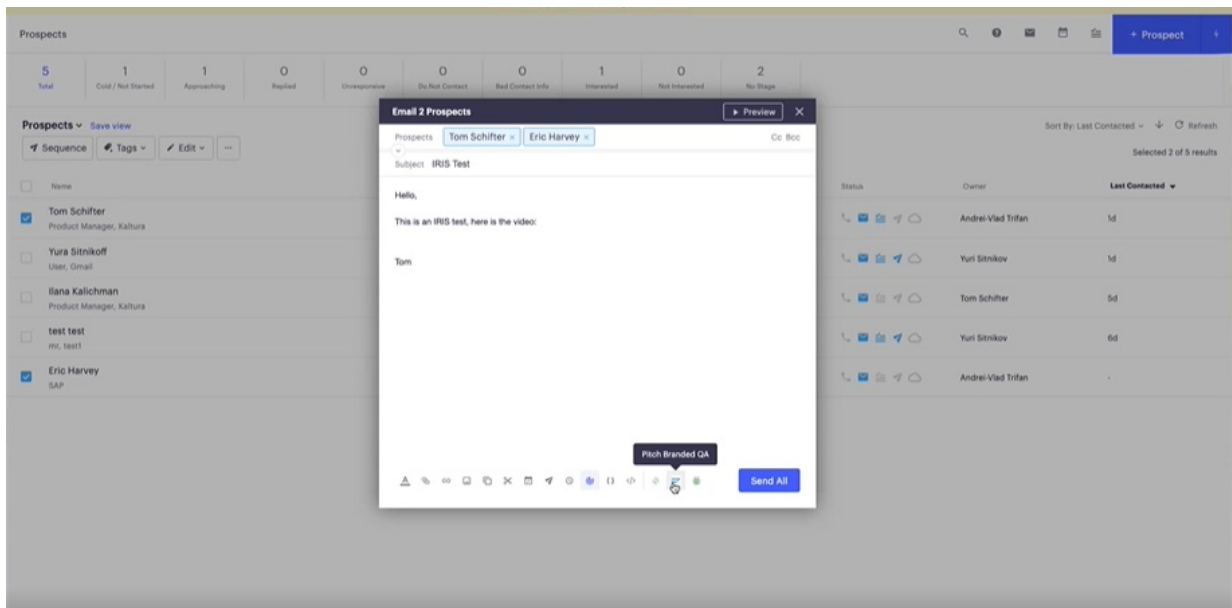 Prospects
+ Prospect
5 1 1 0 0 0 0 1 0 2
Total Cold / Not Started Approaching Replied Unresponsive Do Not Contact Bad Contact Info Interested Not Interested No Stage
Email 2 Prospects Preview
Prospects Save view
Prospects Tom Schifter × Eric Harvey × Cc Bcc
Sort By: Last Contacted Refresh
Sequence Tags Edit ...
Subject IRIS Test
Selected 2 of 5 results
Name Status Owner Last Contacted
Hello,
Tom Schifter
Product Manager, Kaltura
Andrei-Vlad Trifan 1d
This is an IRIS test, here is the video:
Yura Sitnikoff
User, Gmail
Yuri Sitnikov 1d
Tom
Ilana Kalichman
Product Manager, Kaltura
Tom Schifter 5d
test test
mr, test1
Yuri Sitnikov 6d
Eric Harvey
SAP
Andrei-Vlad Trifan -
Pitch Branded QA
Send All